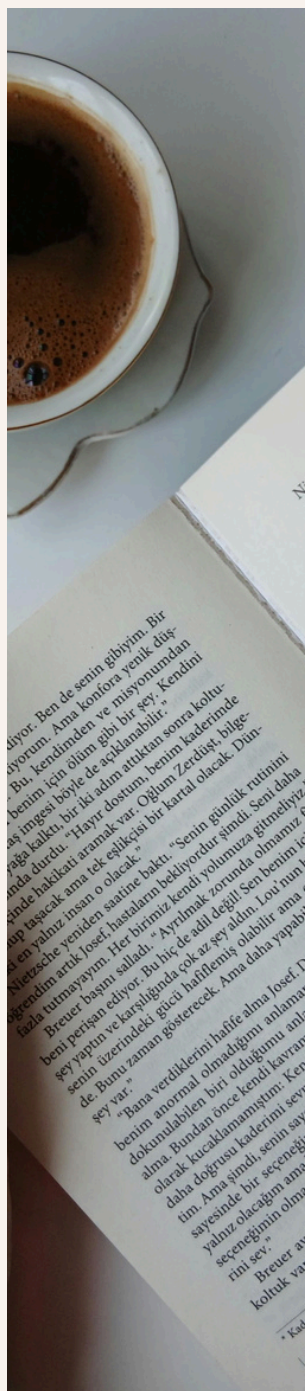 N
Ben de senin gibiyim. Bir
Ama konfora yenik düş-
Bu, kendimden ve misyonumdan
benim için ölüm gibi bir şey. Kendini
imgesi böyle de açıklanabilir.”
kalktı, bir iki adım attıktan sonra koltu-
durdu. “Hayır dostum, benim kaderimde
içinde hakikati aramak var. Oğlum Zerdüşt, bilge-
taşacak ama tek eşlikçisi bir kartal olacak. Dün-
en yalnız insan o olacak.”
Nietzsche yeniden saatine baktı. “Senin günlük rutinini
öğrendim artık Josef, hastaların bekliyordur şimdi. Seni daha
fazla tutmayayım. Her birimiz kendi yolumuza gitmeliyiz
Breuer başını salladı. “Ayrılmak zorunda olmamız
beni perişan ediyor. Bu hiç de adil değil! Sen benim
şey yaptın ve karşılığında çok az şey aldın. Lou'nun
senin üzerindeki gücü hafiflemiş olabilir ama
de. Bunu zaman gösterecek. Ama daha yapa
şey var.”
“Bana verdiklerini hafife alma Josef. D
benim anormal olmadığını anlama
dokunulabilen biri olduğumu an
alma. Bundan önce kendi kavra
olarak kucaklamamıştım: Ken
daha doğrusu kaderimi sev
tim. Ama şimdi, senin sa
sayesinde bir seçeneğ
yalnız olacağım am
seçeneğimin olm
rini sev.”
Breuer ay
koltuk va
* Kad